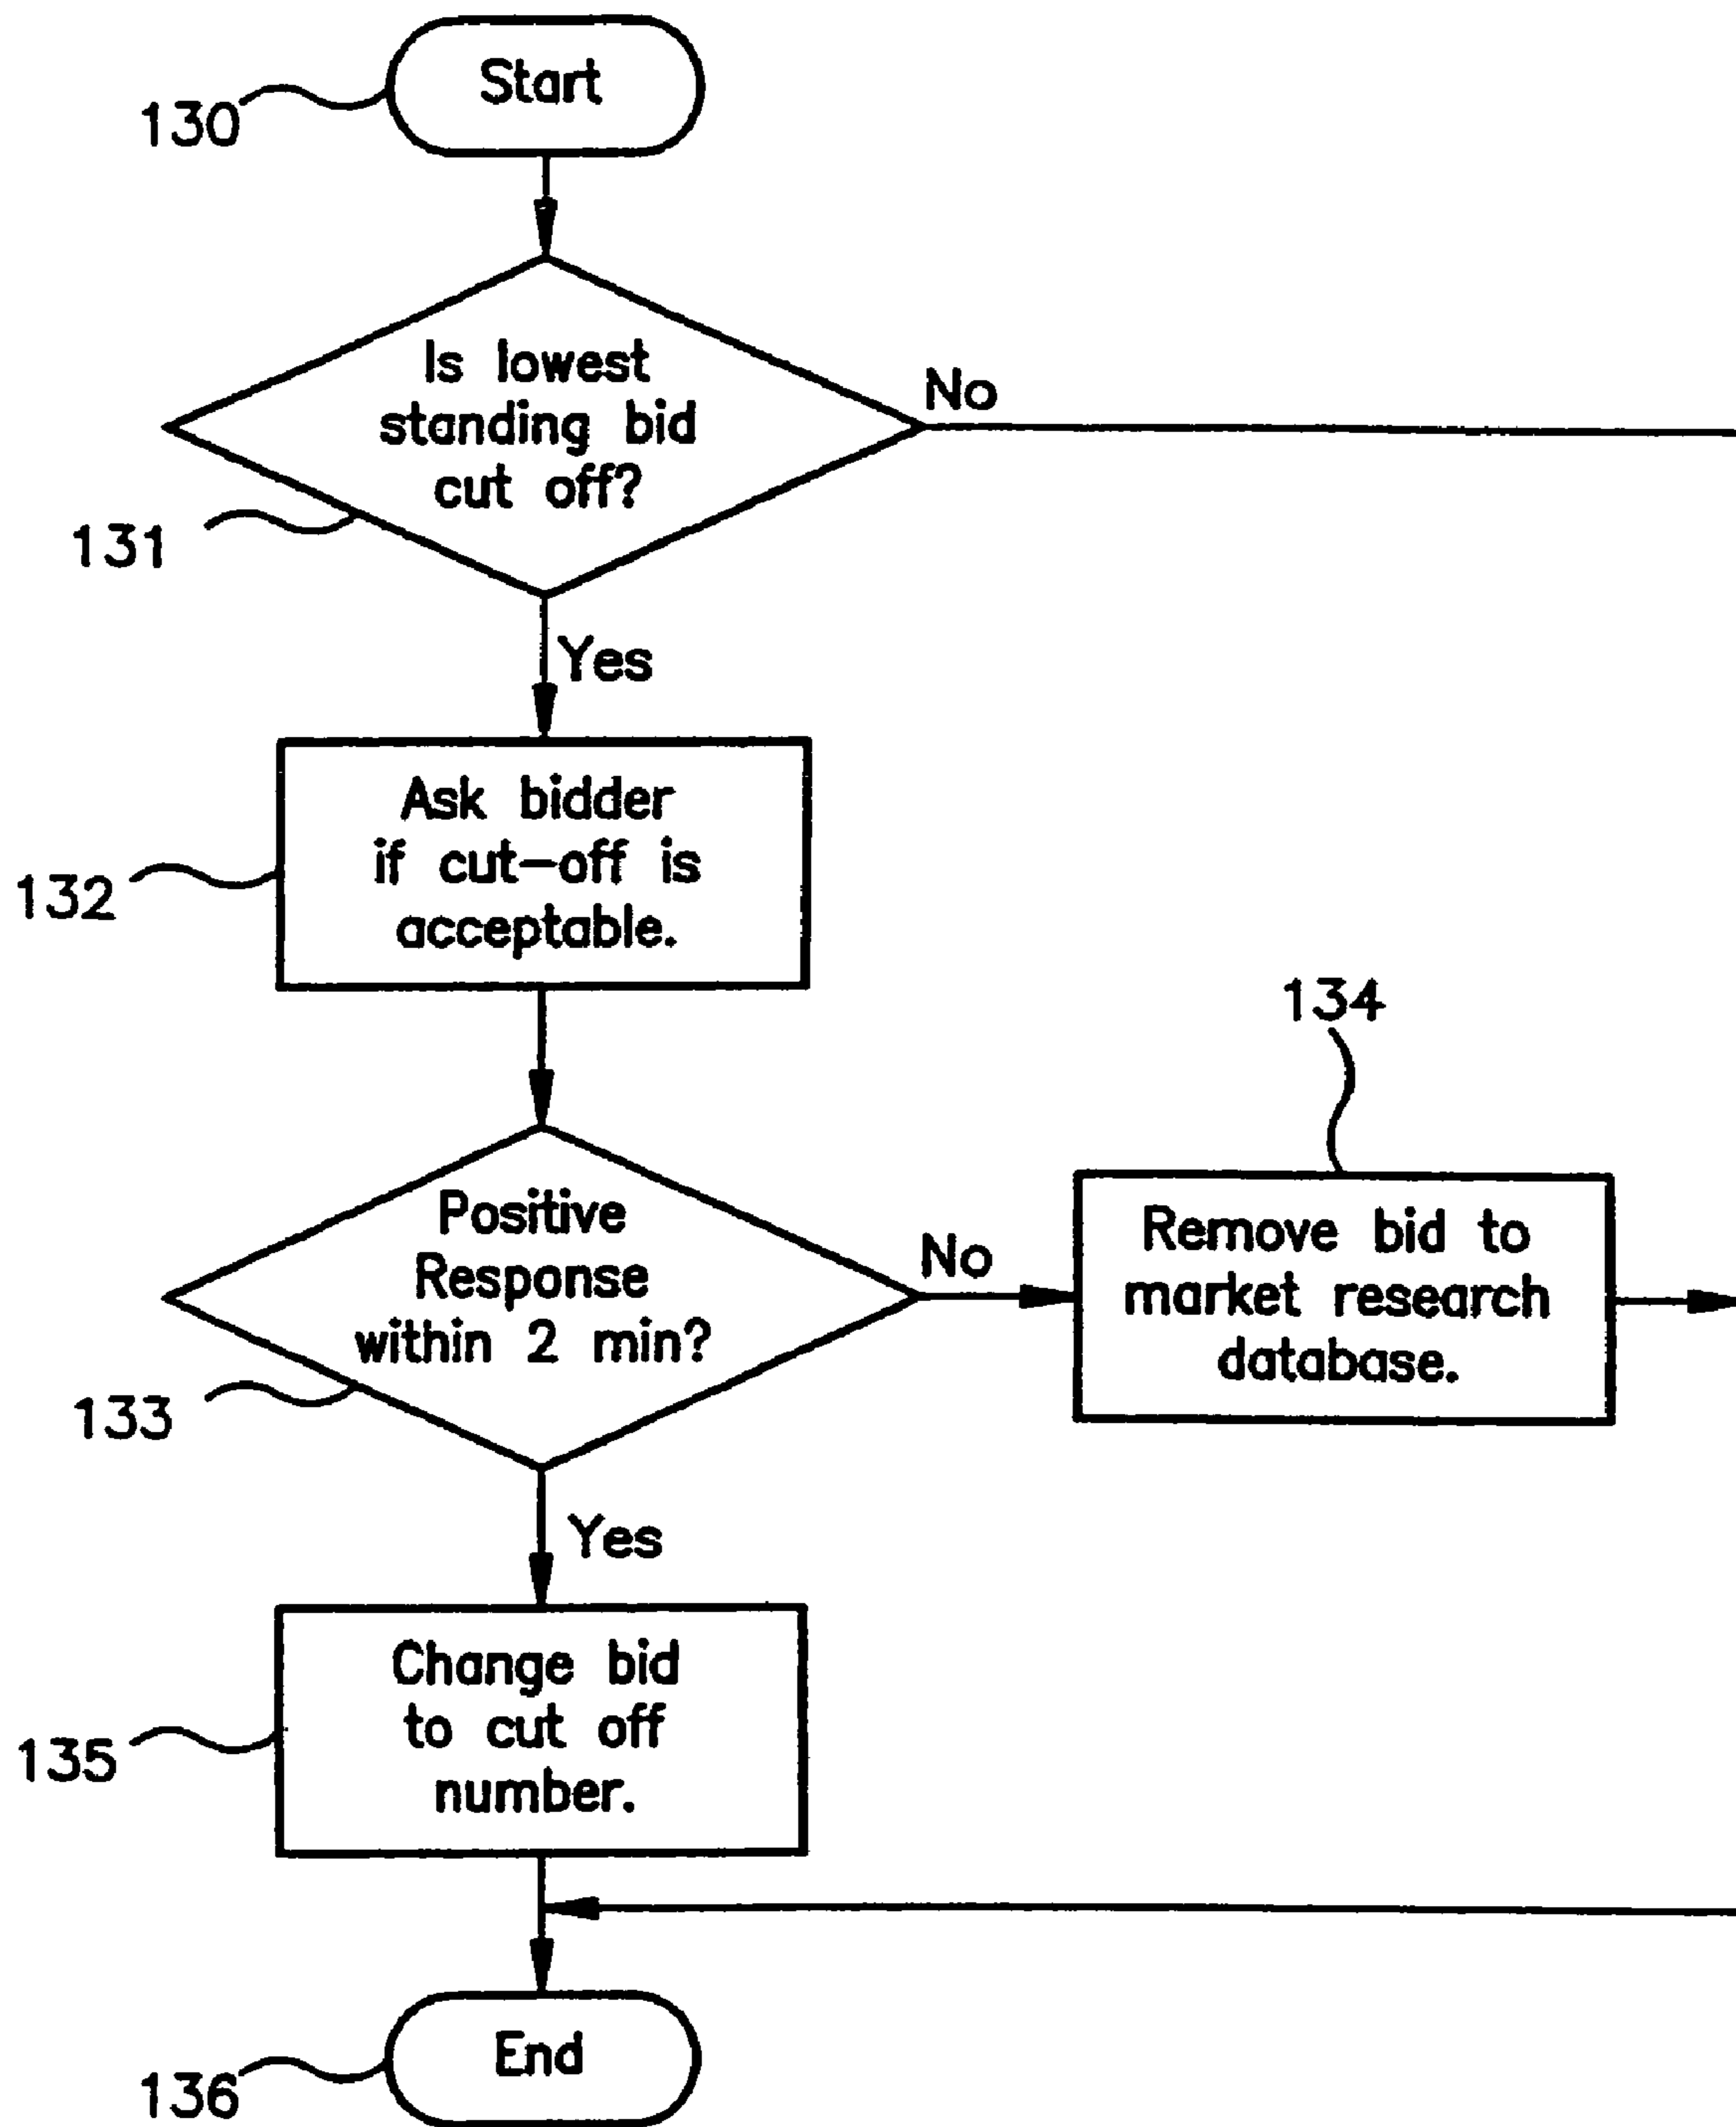 Start
130
Is lowest
standing bid
cut off?
No
131
Yes
Ask bidder
if cut-off is
acceptable.
132
134
Positive
Response
within 2 min?
No
Remove bid to
market research
database.
133
Yes
Change bid
to cut off
number.
135
End
136